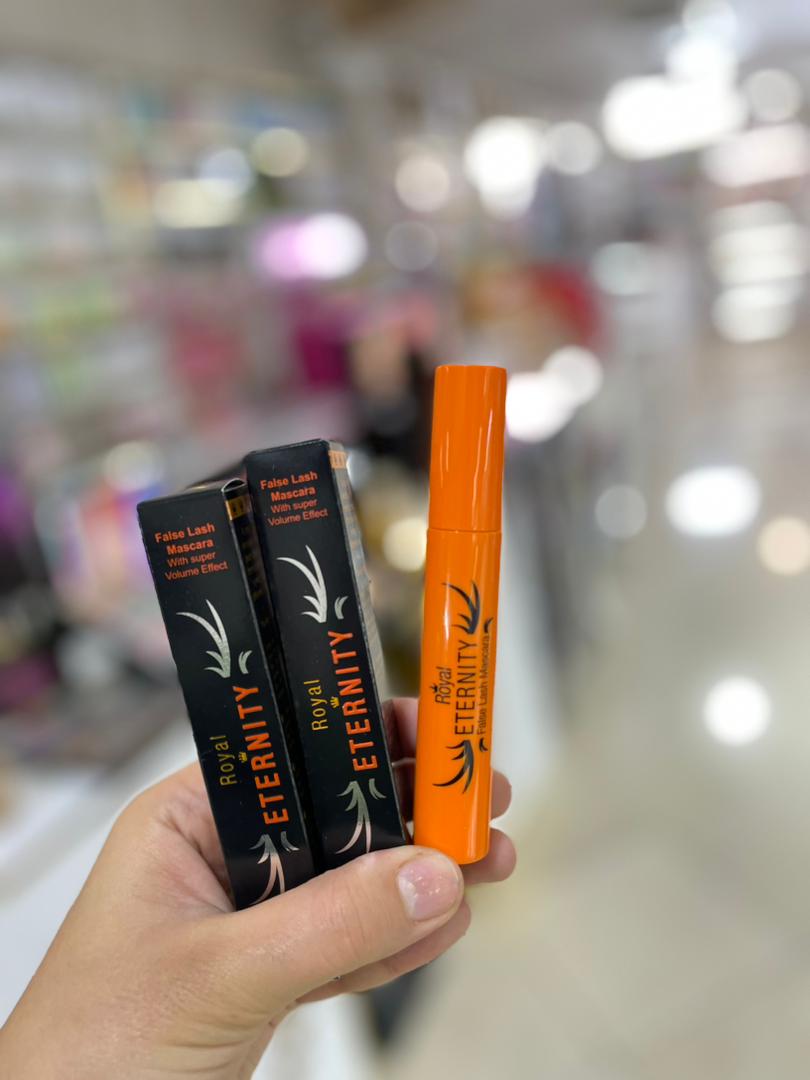 False Lash
Mascara
With super
Volume Effect
Royal
ETERNITY
False Lash
Mascara
With super
Volume Effect
Royal
ETERNITY
Royal
ETERNITY
False Lash Mascara